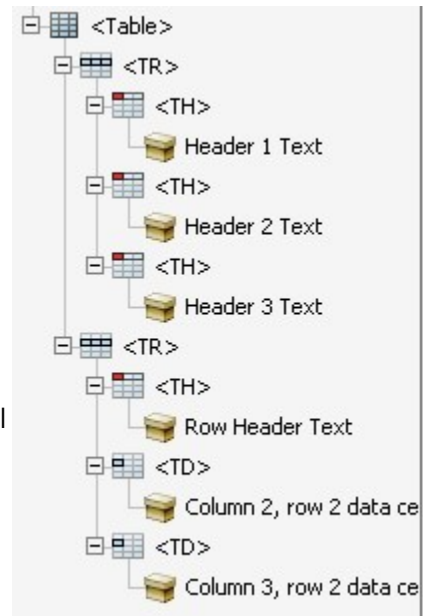 <Table>
<TR>
<TH>
Header 1 Text
<TH>
Header 2 Text
<TH>
Header 3 Text
<TR>
<TH>
Row Header Text
<TD>
Column 2, row 2 data ce
<TD>
Column 3, row 2 data ce